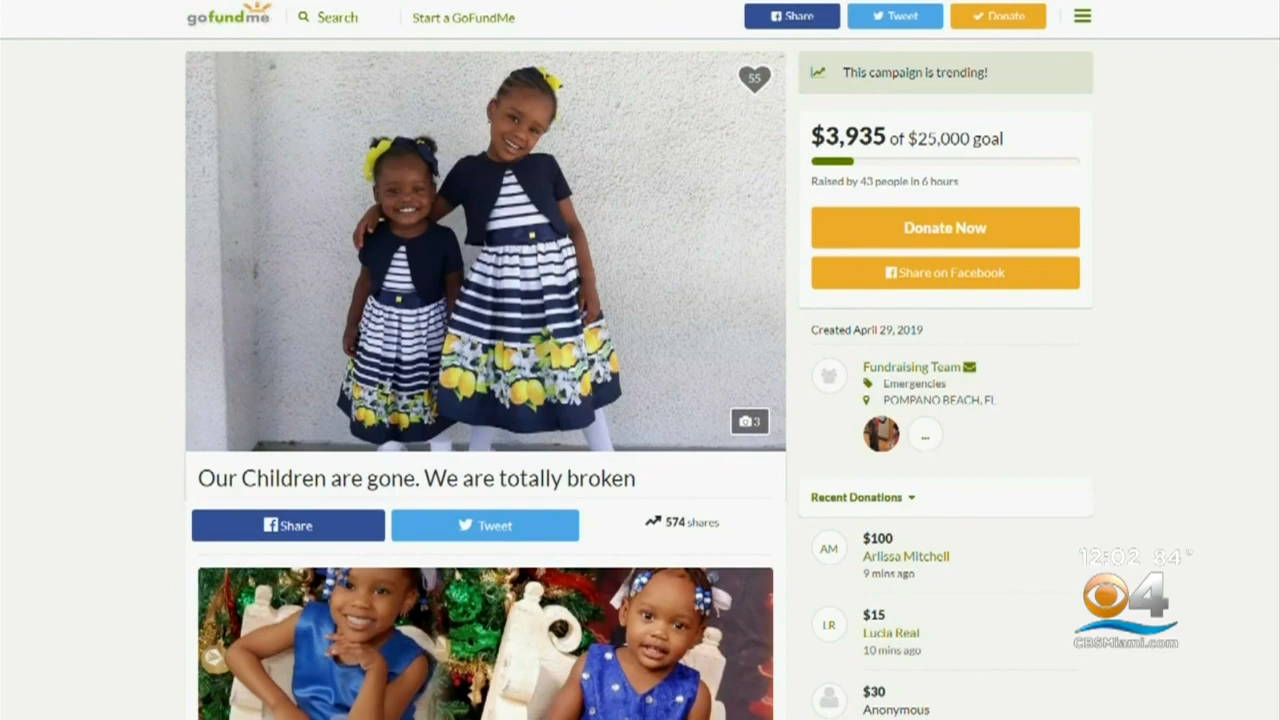 gofundme
Search
Start a GoFundMe
Share
Tweet
Donate
55
3
Our Children are gone. We are totally broken
Share
Tweet
574 shares
This campaign is trending!
$3,935 of $25,000 goal
Raised by 43 people in 6 hours
Donate Now
Share on Facebook
Created April 29, 2019
Fundraising Team
Emergencies
POMPANO BEACH, FL
...
Recent Donations
AM
$100
Arlissa Mitchell
9 mins ago
LR
$15
Lucia Real
10 mins ago
$30
Anonymous
12:02 84°
4
CBSMiami.com